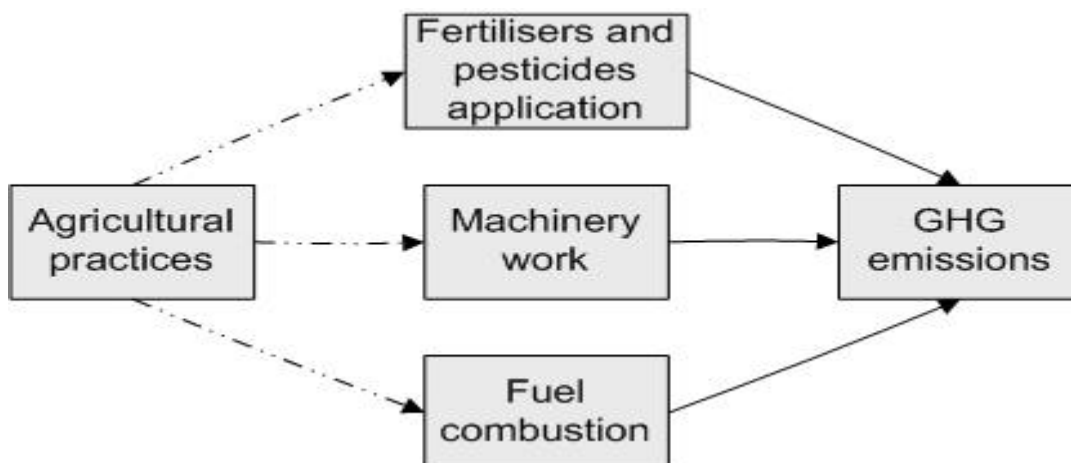 Fertilisers and
pesticides
application
Agricultural
practices
Machinery
work
GHG
emissions
Fuel
combustion